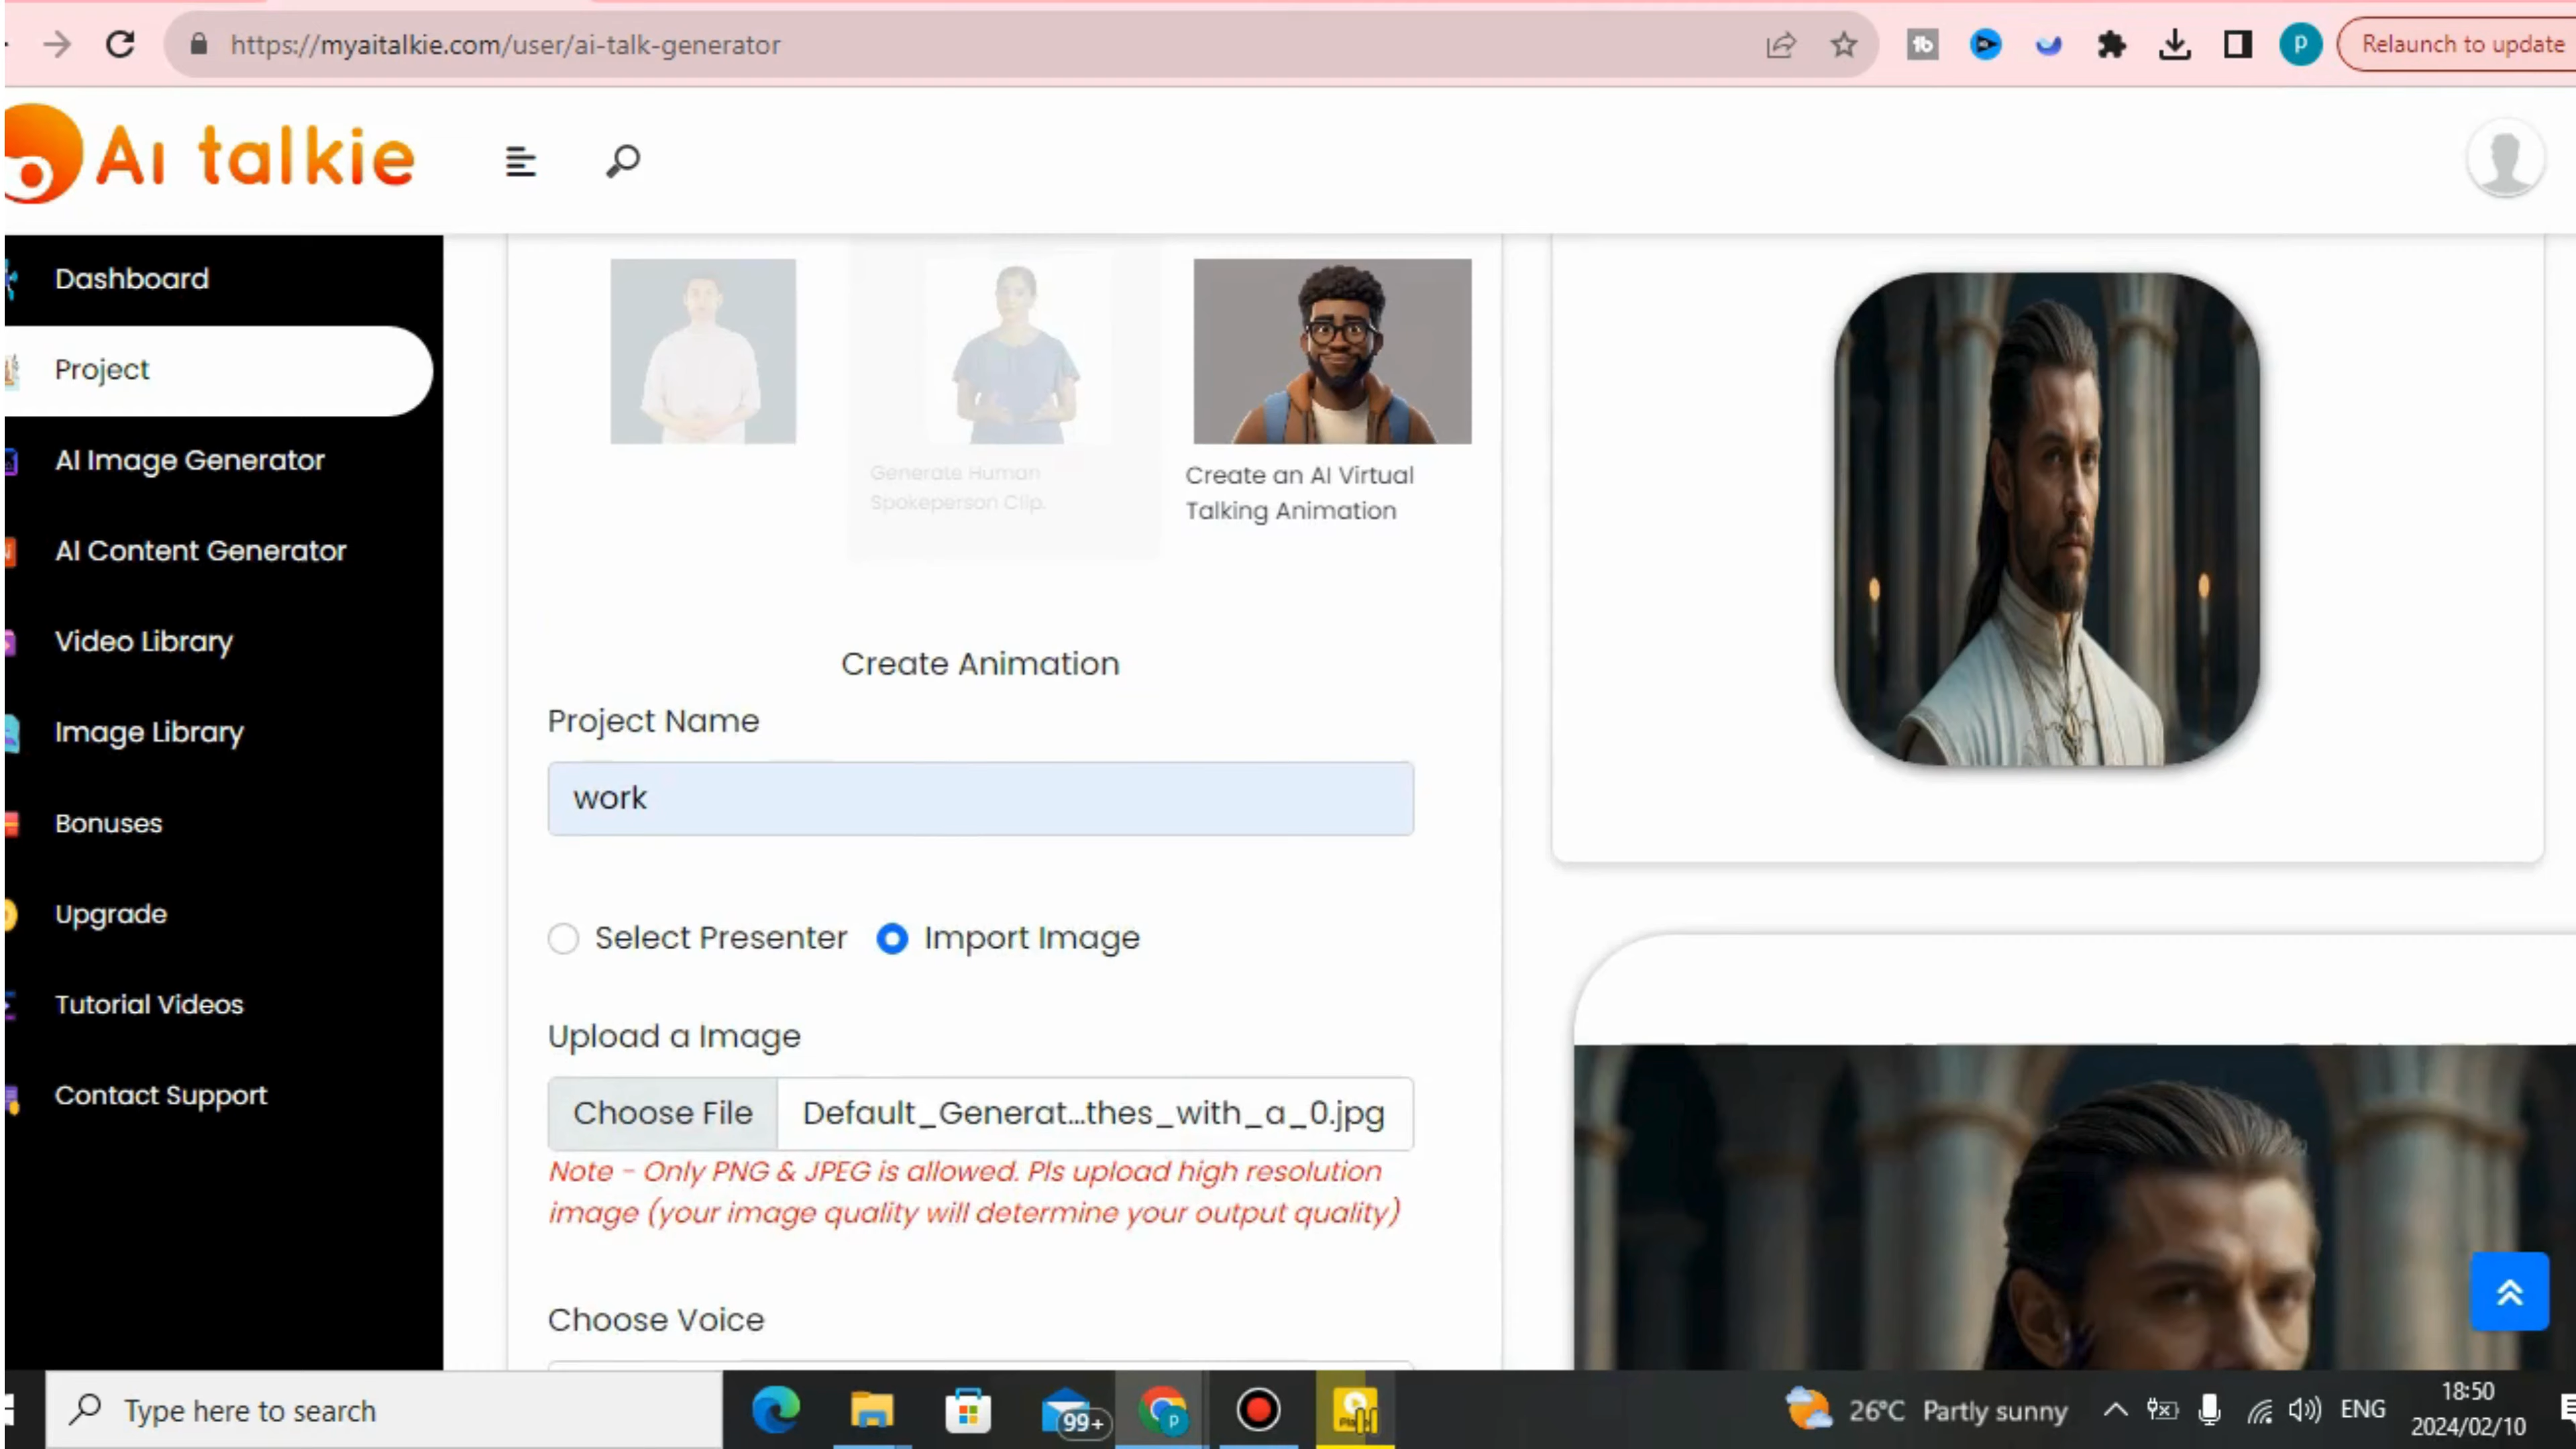 https://myaitalkie.com/user/ai-talk-generator
Relaunch to update
Ai talkie
Dashboard
Project
AI Image Generator
AI Content Generator
Video Library
Image Library
Bonuses
Upgrade
Tutorial Videos
Contact Support
Generate Human
Spokeperson Clip.
Create an AI Virtual
Talking Animation
Create Animation
Project Name
work
Select Presenter
Import Image
Upload a Image
Choose File
Default_Generat...thes_with_a_0.jpg
Note - Only PNG & JPEG is allowed. Pls upload high resolution
image (your image quality will determine your output quality)
Choose Voice
Type here to search
99+
p
26°C Partly sunny
ENG
18:50
2024/02/10